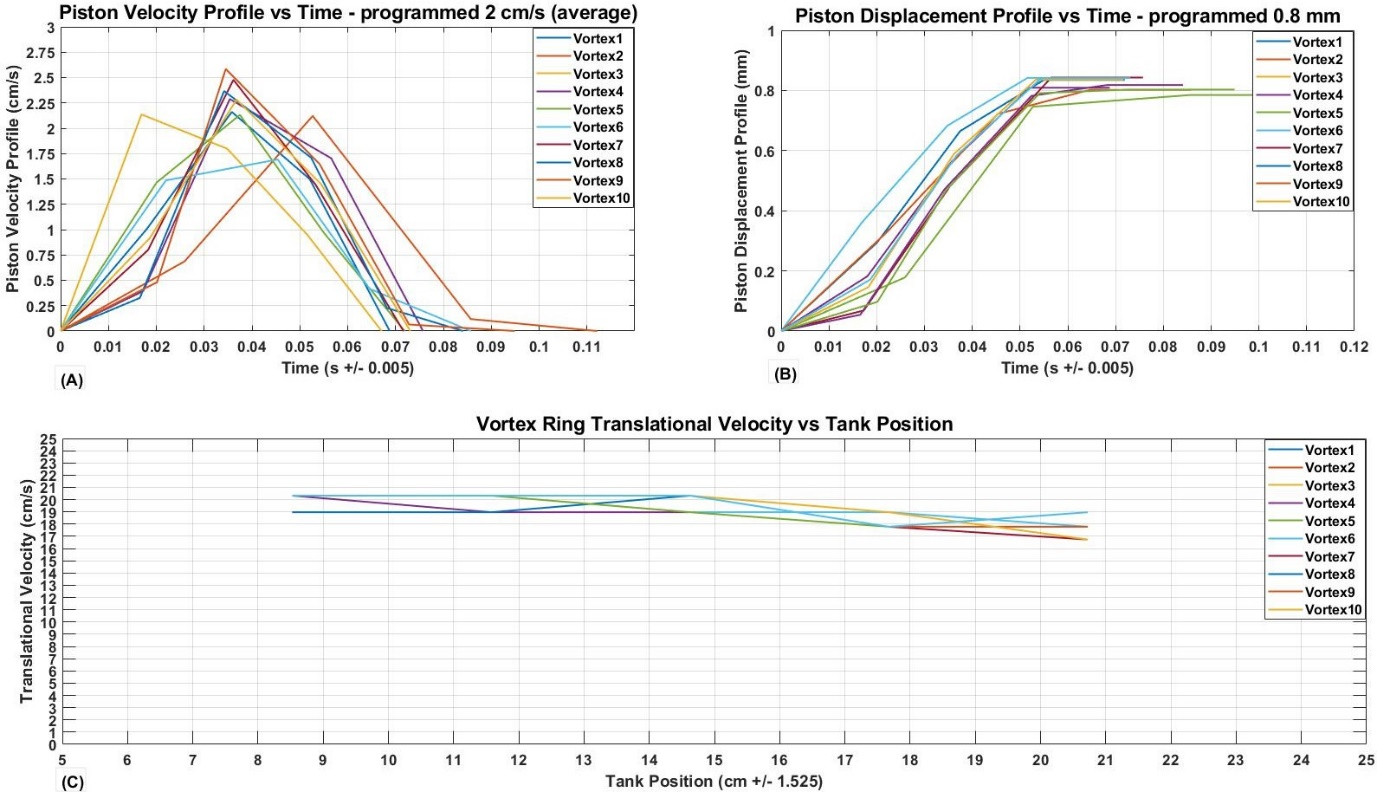 Piston Velocity Profile vs Time - programmed 2 cm/s (average)
Piston Velocity Profile (cm/s)
3
2.75
2.5
2.25
2
1.75
1.5
1.25
1
0.75
0.5
0.25
0
0 0.01 0.02 0.03 0.04 0.05 0.06 0.07 0.08 0.09 0.1 0.11
Time (s +/- 0.005)
(A)
Vortex1
Vortex2
Vortex3
Vortex4
Vortex5
Vortex6
Vortex7
Vortex8
Vortex9
Vortex10
Piston Displacement Profile vs Time - programmed 0.8 mm
Piston Displacement Profile (mm)
1
0.8
0.6
0.4
0.2
0
0 0.01 0.02 0.03 0.04 0.05 0.06 0.07 0.08 0.09 0.1 0.11 0.12
Time (s +/- 0.005)
(B)
Vortex1
Vortex2
Vortex3
Vortex4
Vortex5
Vortex6
Vortex7
Vortex8
Vortex9
Vortex10
Vortex Ring Translational Velocity vs Tank Position
Translational Velocity (cm/s)
25
24
23
22
21
20
19
18
17
16
15
14
13
12
11
10
9
8
7
6
5
4
3
2
1
0
5 6 7 8 9 10 11 12 13 14 15 16 17 18 19 20 21 22 23 24 25
Tank Position (cm +/- 1.525)
(C)
Vortex1
Vortex2
Vortex3
Vortex4
Vortex5
Vortex6
Vortex7
Vortex8
Vortex9
Vortex10